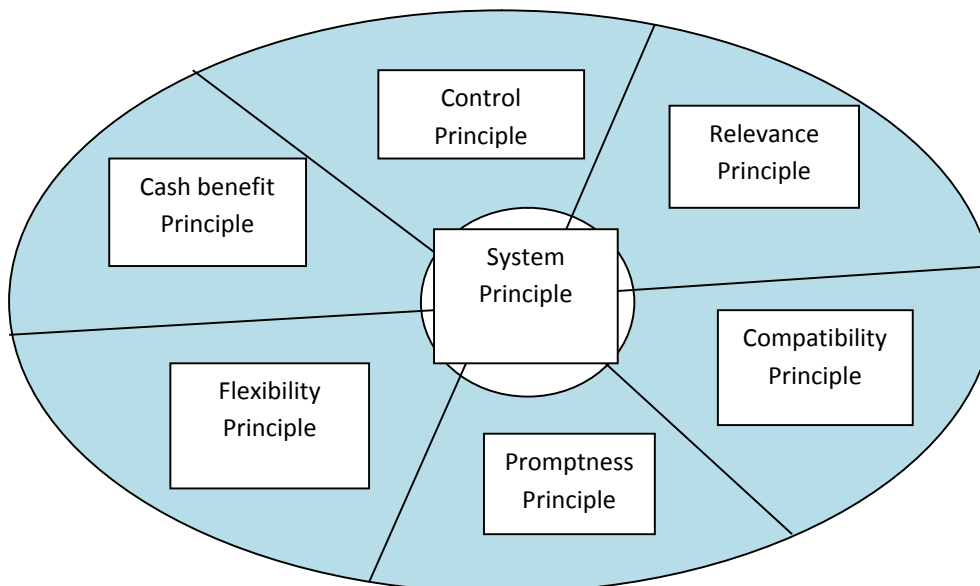 Control
Principle
Relevance
Principle
Cash benefit
Principle
System
Principle
Compatibility
Principle
Flexibility
Principle
Promptness
Principle